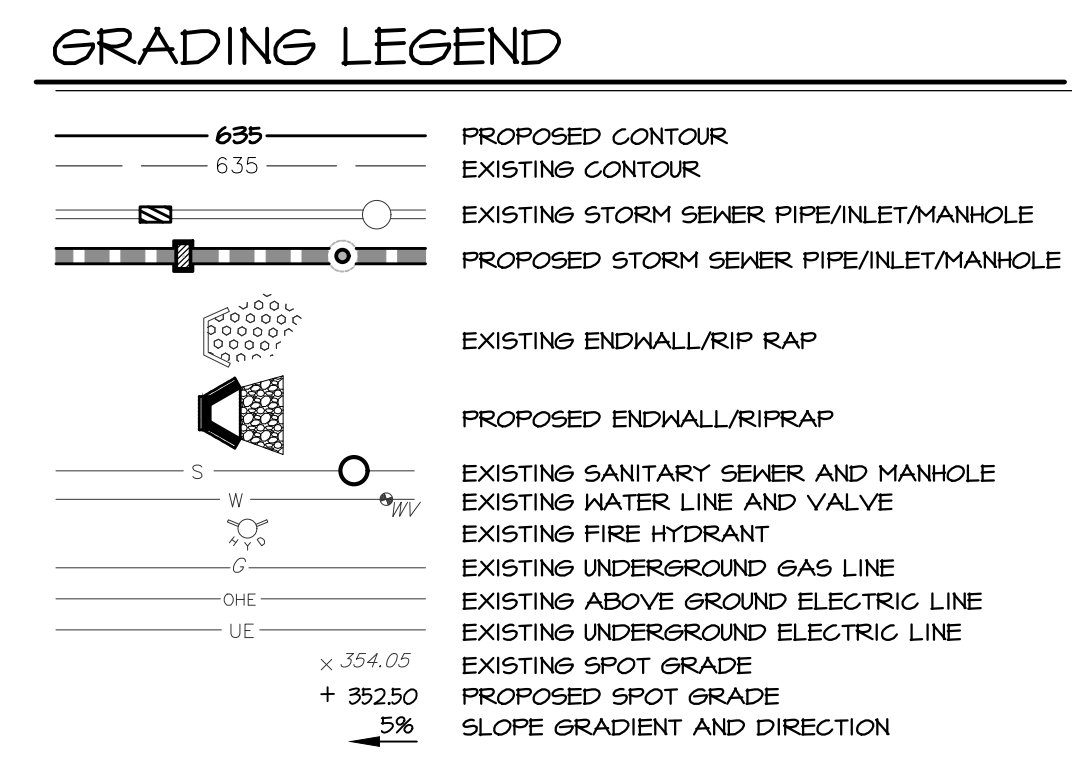 GRADING LEGEND
635 PROPOSED CONTOUR
635 EXISTING CONTOUR
EXISTING STORM SEWER PIPE/INLET/MANHOLE
PROPOSED STORM SEWER PIPE/INLET/MANHOLE
EXISTING ENDWALL/RIP RAP
PROPOSED ENDWALL/RIPRAP
S EXISTING SANITARY SEWER AND MANHOLE
W WV EXISTING WATER LINE AND VALVE
HYD EXISTING FIRE HYDRANT
G EXISTING UNDERGROUND GAS LINE
OHE EXISTING ABOVE GROUND ELECTRIC LINE
UE EXISTING UNDERGROUND ELECTRIC LINE
× 354.05 EXISTING SPOT GRADE
+ 352.50 PROPOSED SPOT GRADE
5% SLOPE GRADIENT AND DIRECTION